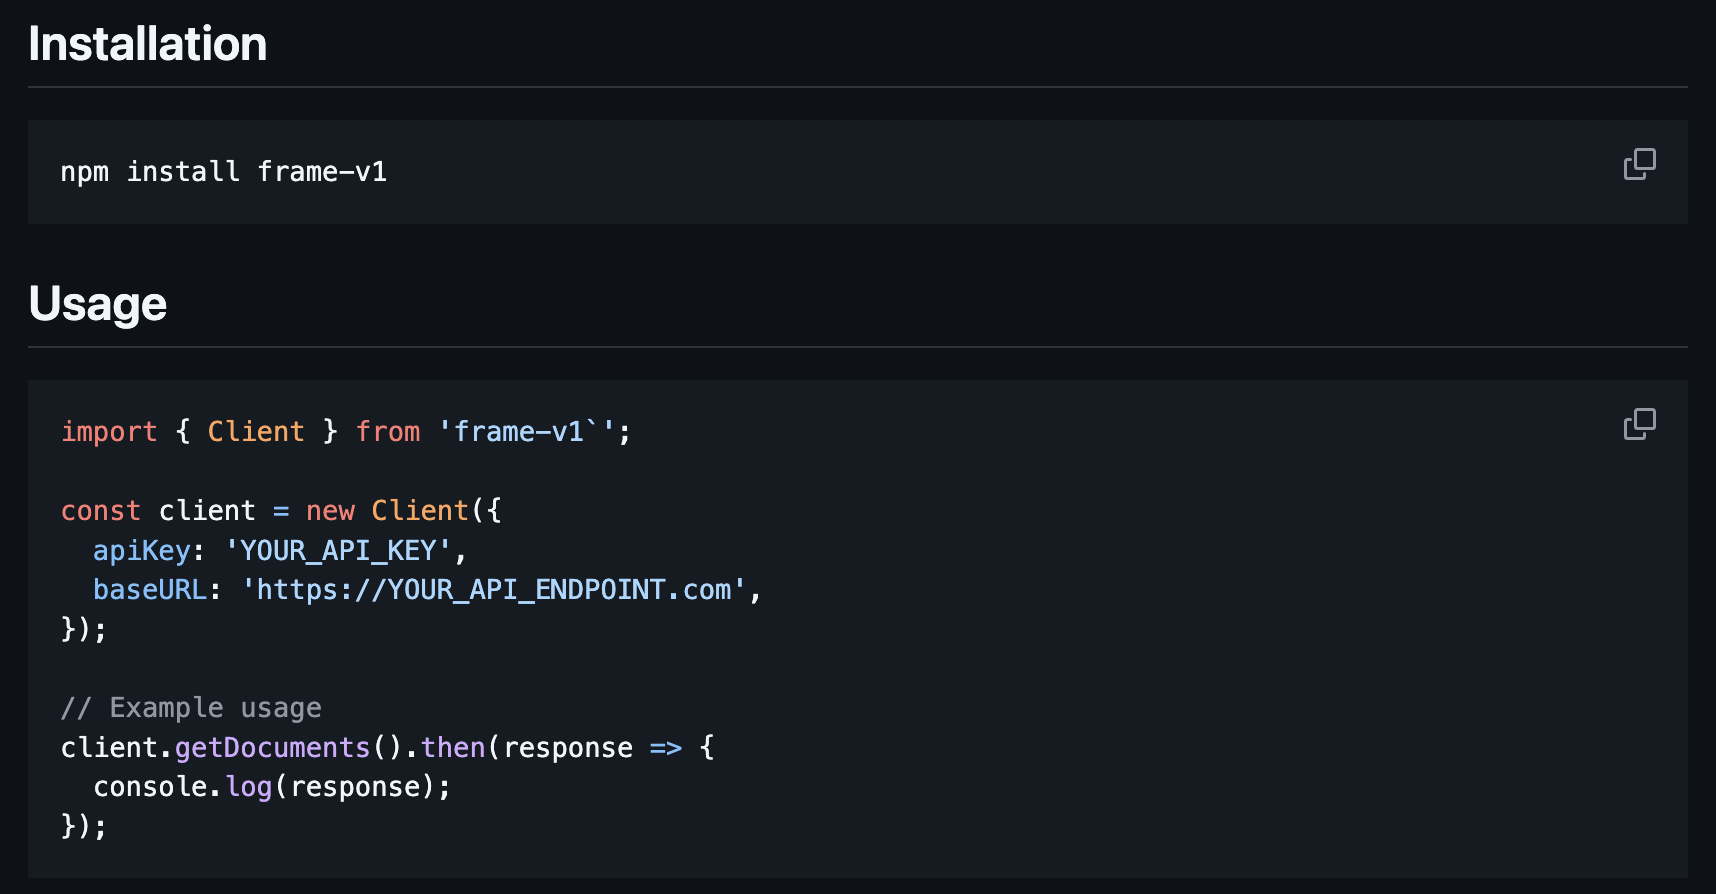 Installation
npm install frame-v1
Usage
import { Client } from 'frame-v1`';
const client = new Client({
  apiKey: 'YOUR_API_KEY',
  baseURL: 'https://YOUR_API_ENDPOINT.com',
});
// Example usage
client.getDocuments().then(response => {
  console.log(response);
});